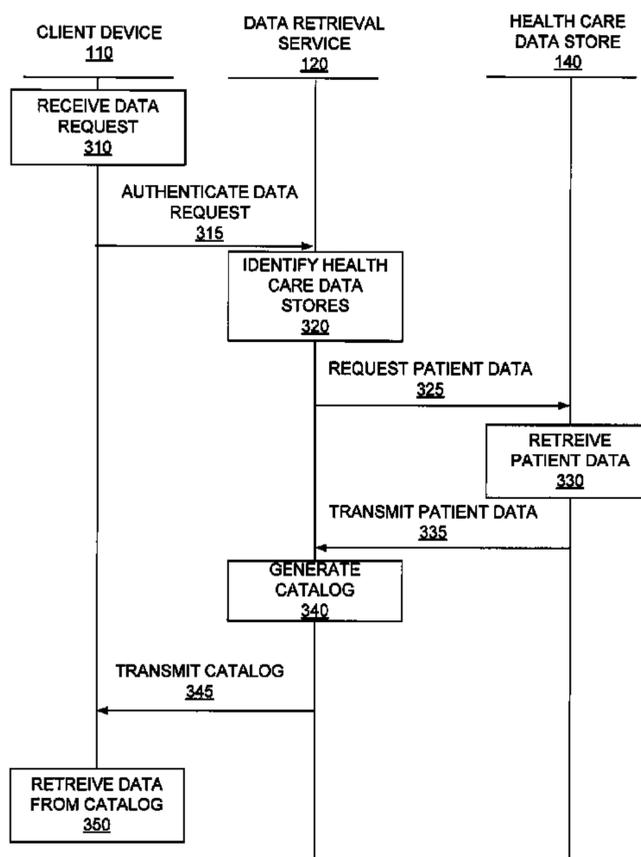 CLIENT DEVICE
110
DATA RETRIEVAL
SERVICE
120
HEALTH CARE
DATA STORE
140
RECEIVE DATA
REQUEST
310
AUTHENTICATE DATA
REQUEST
315
IDENTIFY HEALTH
CARE DATA
STORES
320
REQUEST PATIENT DATA
325
RETREIVE
PATIENT DATA
330
TRANSMIT PATIENT DATA
335
GENERATE
CATALOG
340
TRANSMIT CATALOG
345
RETREIVE DATA
FROM CATALOG
350